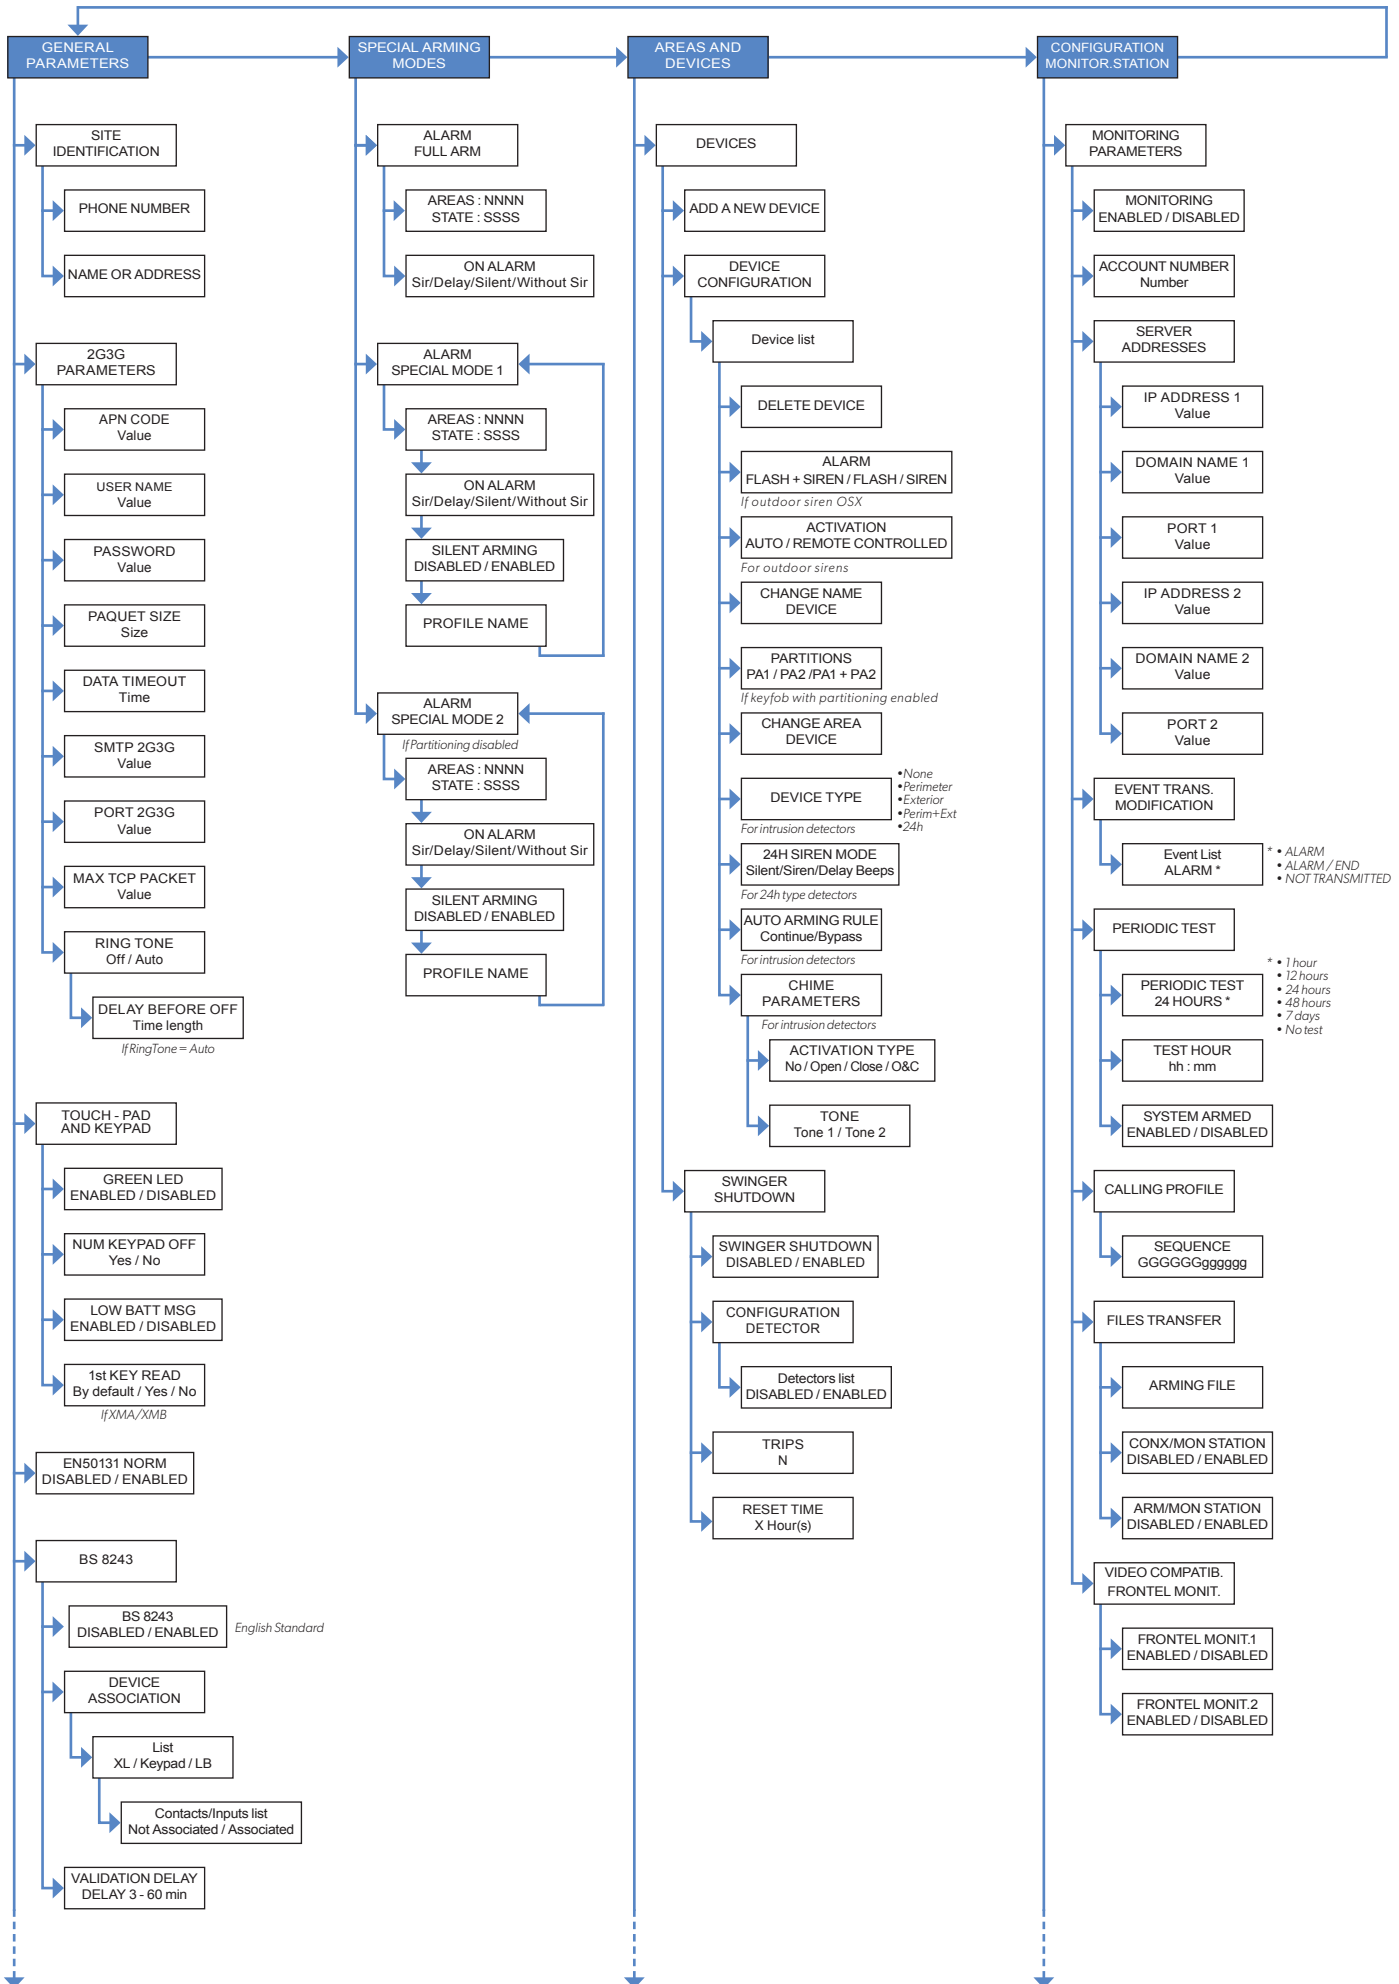 GENERAL
PARAMETERS
SITE
IDENTIFICATION
PHONE NUMBER
NAME OR ADDRESS
2G3G
PARAMETERS
APN CODE
Value
USER NAME
Value
PASSWORD
Value
PAQUET SIZE
Size
DATA TIMEOUT
Time
SMTP 2G3G
Value
PORT 2G3G
Value
MAX TCP PACKET
Value
RING TONE
Off / Auto
DELAY BEFORE OFF
Time length
If RingTone = Auto
TOUCH - PAD
AND KEYPAD
GREEN LED
ENABLED / DISABLED
NUM KEYPAD OFF
Yes / No
LOW BATT MSG
ENABLED / DISABLED
1st KEY READ
By default / Yes / No
If XMA/XMB
EN50131 NORM
DISABLED / ENABLED
BS 8243
BS 8243
DISABLED / ENABLED
English Standard
DEVICE
ASSOCIATION
List
XL / Keypad / LB
Contacts/Inputs list
Not Associated / Associated
VALIDATION DELAY
DELAY 3 - 60 min
SPECIAL ARMING
MODES
ALARM
FULL ARM
AREAS : NNNN
STATE : SSSS
ON ALARM
Sir/Delay/Silent/Without Sir
ALARM
SPECIAL MODE 1
AREAS : NNNN
STATE : SSSS
ON ALARM
Sir/Delay/Silent/Without Sir
SILENT ARMING
DISABLED / ENABLED
PROFILE NAME
ALARM
SPECIAL MODE 2
If Partitioning disabled
AREAS : NNNN
STATE : SSSS
ON ALARM
Sir/Delay/Silent/Without Sir
SILENT ARMING
DISABLED / ENABLED
PROFILE NAME
AREAS AND
DEVICES
DEVICES
ADD A NEW DEVICE
DEVICE
CONFIGURATION
Device list
DELETE DEVICE
ALARM
FLASH + SIREN / FLASH / SIREN
If outdoor siren OSX
ACTIVATION
AUTO / REMOTE CONTROLLED
For outdoor sirens
CHANGE NAME
DEVICE
PARTITIONS
PA1 / PA2 /PA1 + PA2
If keyfob with partitioning enabled
CHANGE AREA
DEVICE
DEVICE TYPE
•None
•Perimeter
•Exterior
•Perim+Ext
•24h
For intrusion detectors
24H SIREN MODE
Silent/Siren/Delay Beeps
For 24h type detectors
AUTO ARMING RULE
Continue/Bypass
For intrusion detectors
CHIME
PARAMETERS
For intrusion detectors
ACTIVATION TYPE
No / Open / Close / O&C
TONE
Tone 1 / Tone 2
SWINGER
SHUTDOWN
SWINGER SHUTDOWN
DISABLED / ENABLED
CONFIGURATION
DETECTOR
Detectors list
DISABLED / ENABLED
TRIPS
N
RESET TIME
X Hour(s)
CONFIGURATION
MONITOR.STATION
MONITORING
PARAMETERS
MONITORING
ENABLED / DISABLED
ACCOUNT NUMBER
Number
SERVER
ADDRESSES
IP ADDRESS 1
Value
DOMAIN NAME 1
Value
PORT 1
Value
IP ADDRESS 2
Value
DOMAIN NAME 2
Value
PORT 2
Value
EVENT TRANS.
MODIFICATION
Event List
ALARM *
* • ALARM
• ALARM / END
• NOT TRANSMITTED
PERIODIC TEST
PERIODIC TEST
24 HOURS *
* • 1 hour
• 12 hours
• 24 hours
• 48 hours
• 7 days
• No test
TEST HOUR
hh : mm
SYSTEM ARMED
ENABLED / DISABLED
CALLING PROFILE
SEQUENCE
GGGGGGgggggg
FILES TRANSFER
ARMING FILE
CONX/MON STATION
DISABLED / ENABLED
ARM/MON STATION
DISABLED / ENABLED
VIDEO COMPATIB.
FRONTEL MONIT.
FRONTEL MONIT.1
ENABLED / DISABLED
FRONTEL MONIT.2
ENABLED / DISABLED